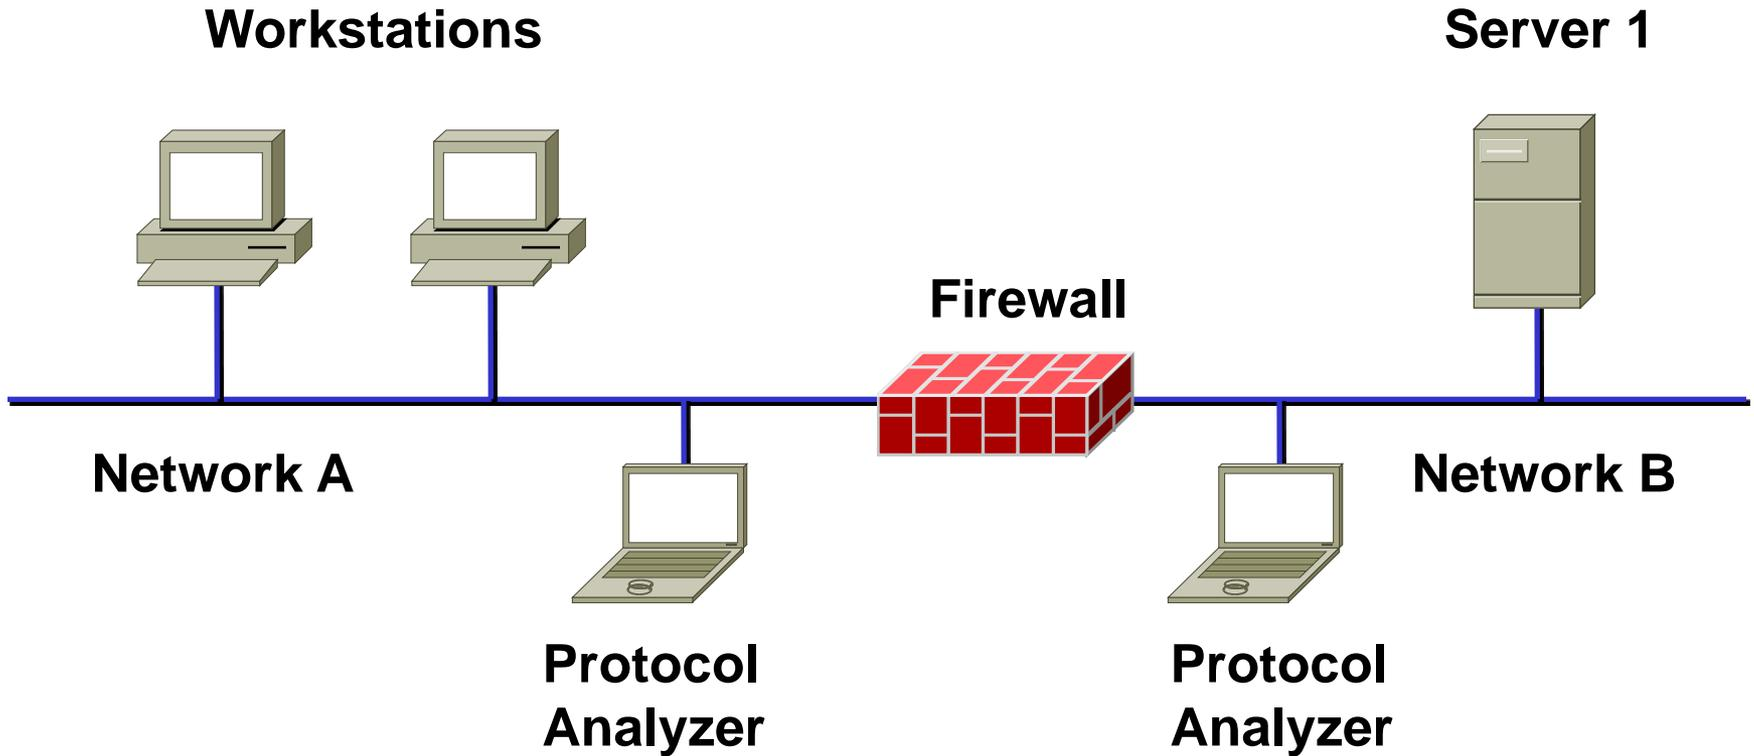 Workstations
Server 1
Firewall
Network A
Network B
Protocol
Analyzer
Protocol
Analyzer